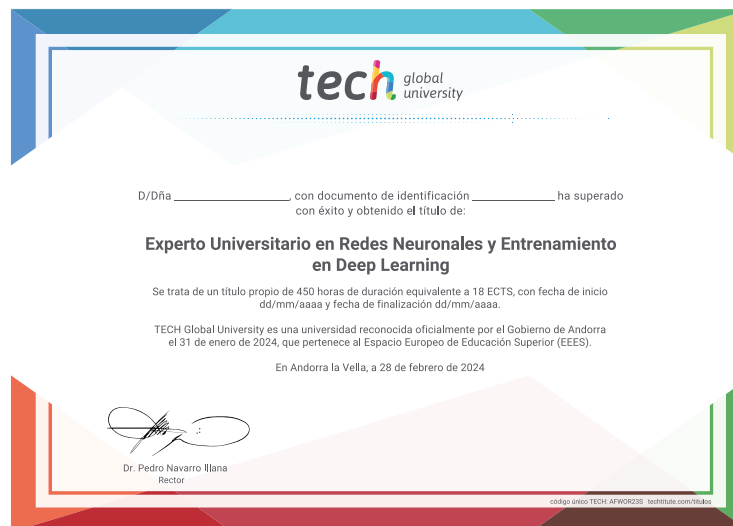 tech global
university
D/Dña ____________________, con documento de identificación ______________ ha superado
con éxito y obtenido el título de:
Experto Universitario en Redes Neuronales y Entrenamiento
en Deep Learning
Se trata de un título propio de 450 horas de duración equivalente a 18 ECTS, con fecha de inicio
dd/mm/aaaa y fecha de finalización dd/mm/aaaa.
TECH Global University es una universidad reconocida oficialmente por el Gobierno de Andorra
el 31 de enero de 2024, que pertenece al Espacio Europeo de Educación Superior (EEES).
En Andorra la Vella, a 28 de febrero de 2024
Dr. Pedro Navarro Illana
Rector
código único TECH: AFWOR23S techtitute.com/titulos